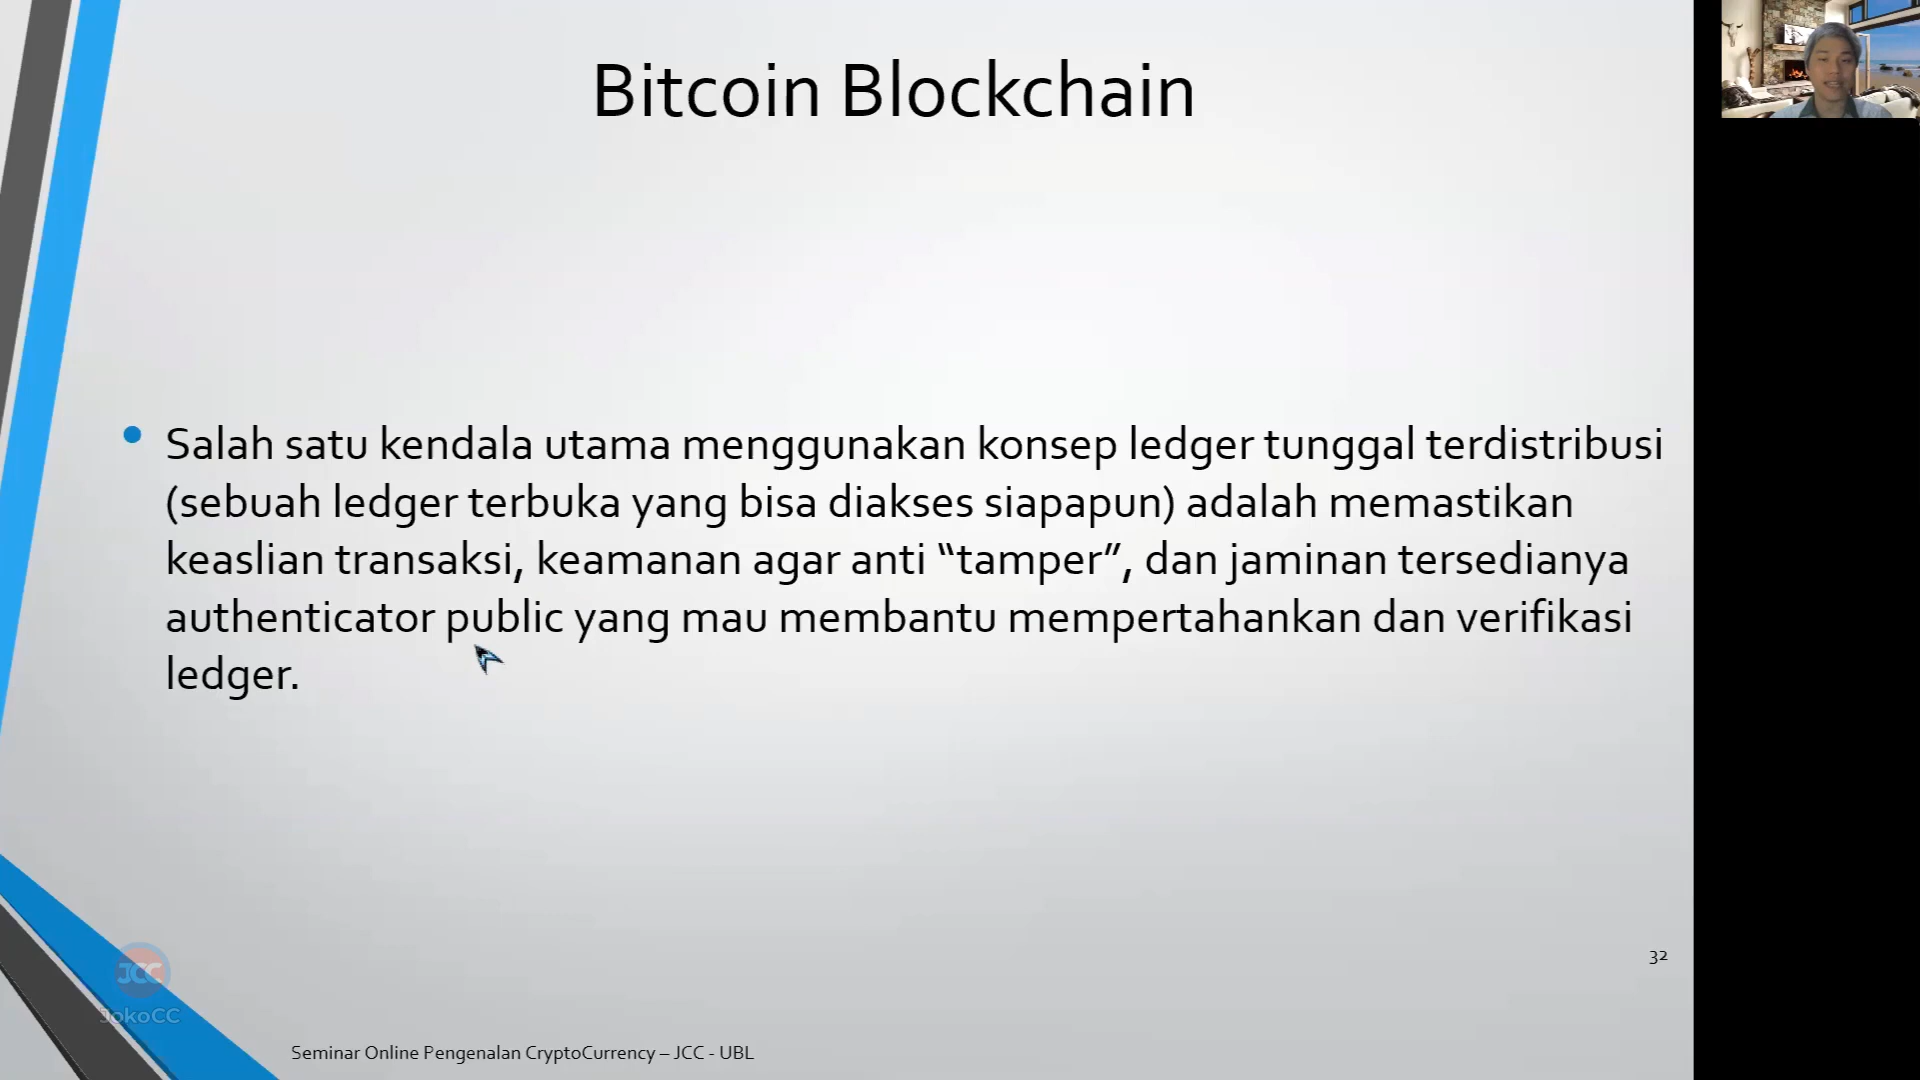 Bitcoin Blockchain
Salah satu kendala utama menggunakan konsep ledger tunggal terdistribusi
(sebuah ledger terbuka yang bisa diakses siapapun) adalah memastikan
keaslian transaksi, keamanan agar anti “tamper”, dan jaminan tersedianya
authenticator public yang mau membantu mempertahankan dan verifikasi
ledger.
32
JCC
JokoCC
Seminar Online Pengenalan CryptoCurrency – JCC - UBL